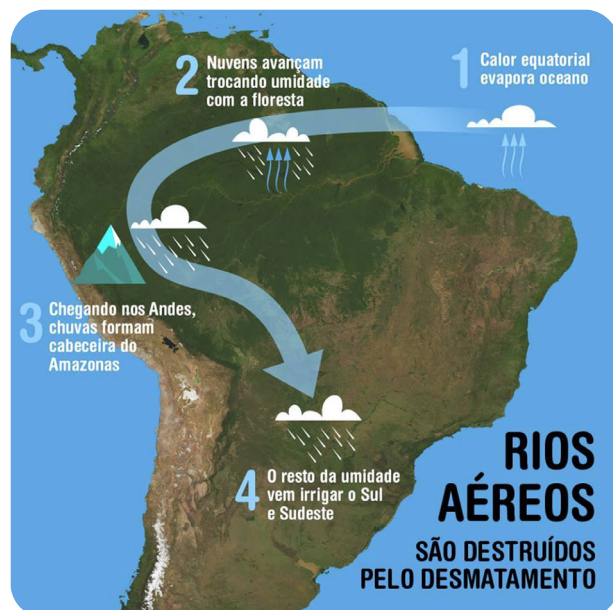 1
Calor equatorial
evapora oceano
2
Nuvens avançam
trocando umidade
com a floresta
3
Chegando nos Andes,
chuvas formam
cabeceira do
Amazonas
4
O resto da umidade
vem irrigar o Sul
e Sudeste
RIOS
AÉREOS
SÃO DESTRUÍDOS
PELO DESMATAMENTO